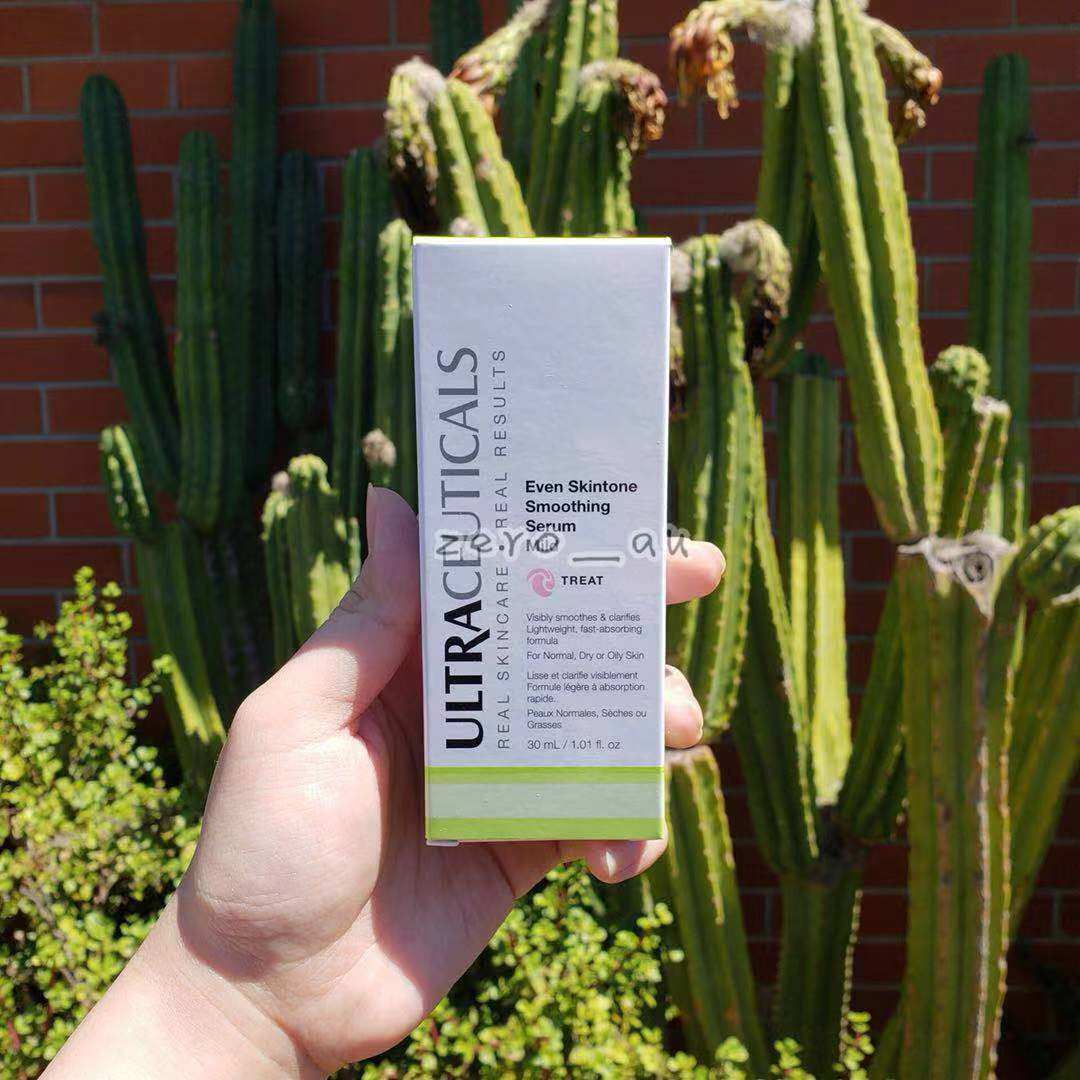 ULTRACEUTICALS
REAL SKINCARE REAL RESULTS
Even Skintone
Smoothing
Serum
Mild
zero__au
TREAT
Visibly smoothes & clarifies
Lightweight, fast-absorbing
formula
For Normal, Dry or Oily Skin
Lisse et clarifie visiblement
Formule légère à absorption
rapide.
Peaux Normales, Sèches ou
Grasses
30 mL / 1.01 fl. oz